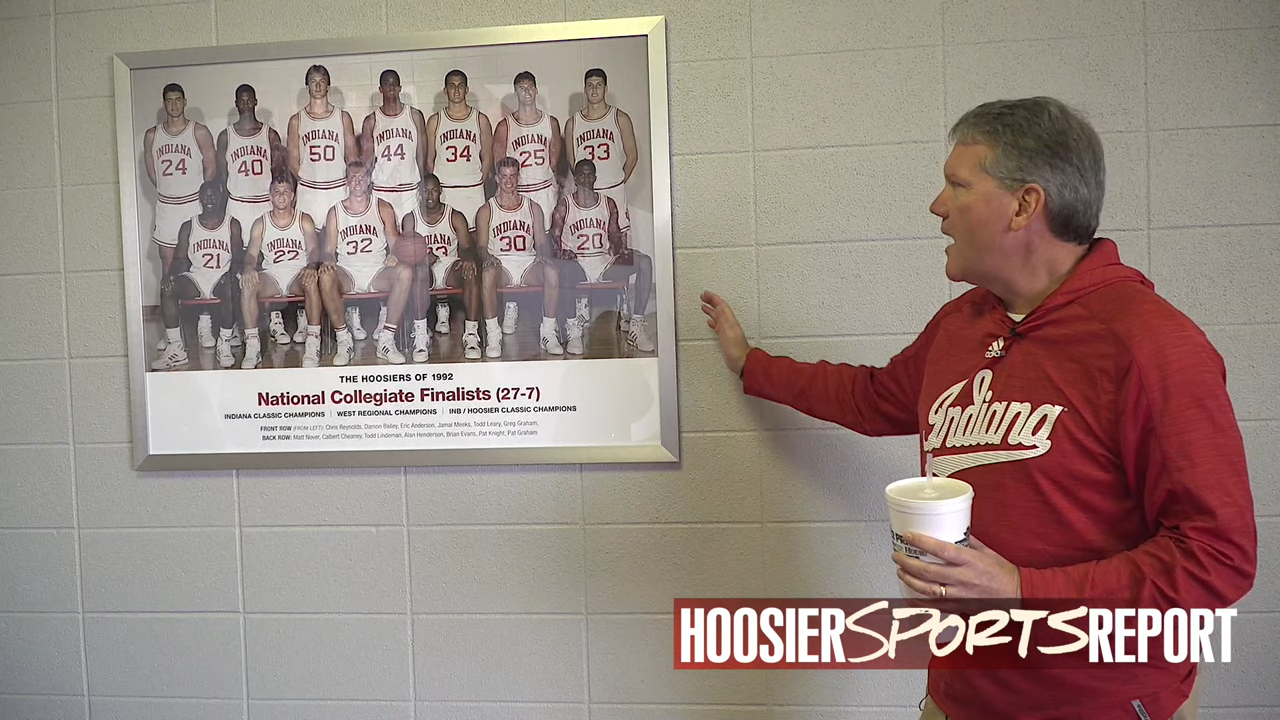 INDIANA
24
INDIANA
40
INDIANA
50
INDIANA
44
INDIANA
34
INDIANA
25
INDIANA
33
INDIANA
21
INDIANA
22
INDIANA
32
INDIANA
INDIANA
30
INDIANA
20
THE HOOSIERS OF 1992
National Collegiate Finalists (27-7)
INDIANA CLASSIC CHAMPIONS | WEST REGIONAL CHAMPIONS | INB / HOOSIER CLASSIC CHAMPIONS
FRONT ROW (FROM LEFT): Chris Reynolds, Damon Bailey, Eric Anderson, Jamal Meeks, Todd Leary, Greg Graham;
BACK ROW: Matt Nover, Calbert Cheaney, Todd Lindeman, Alan Henderson, Brian Evans, Pat Knight, Pat Graham
adidas
Indiana
HOOSIERSPORTSREPORT